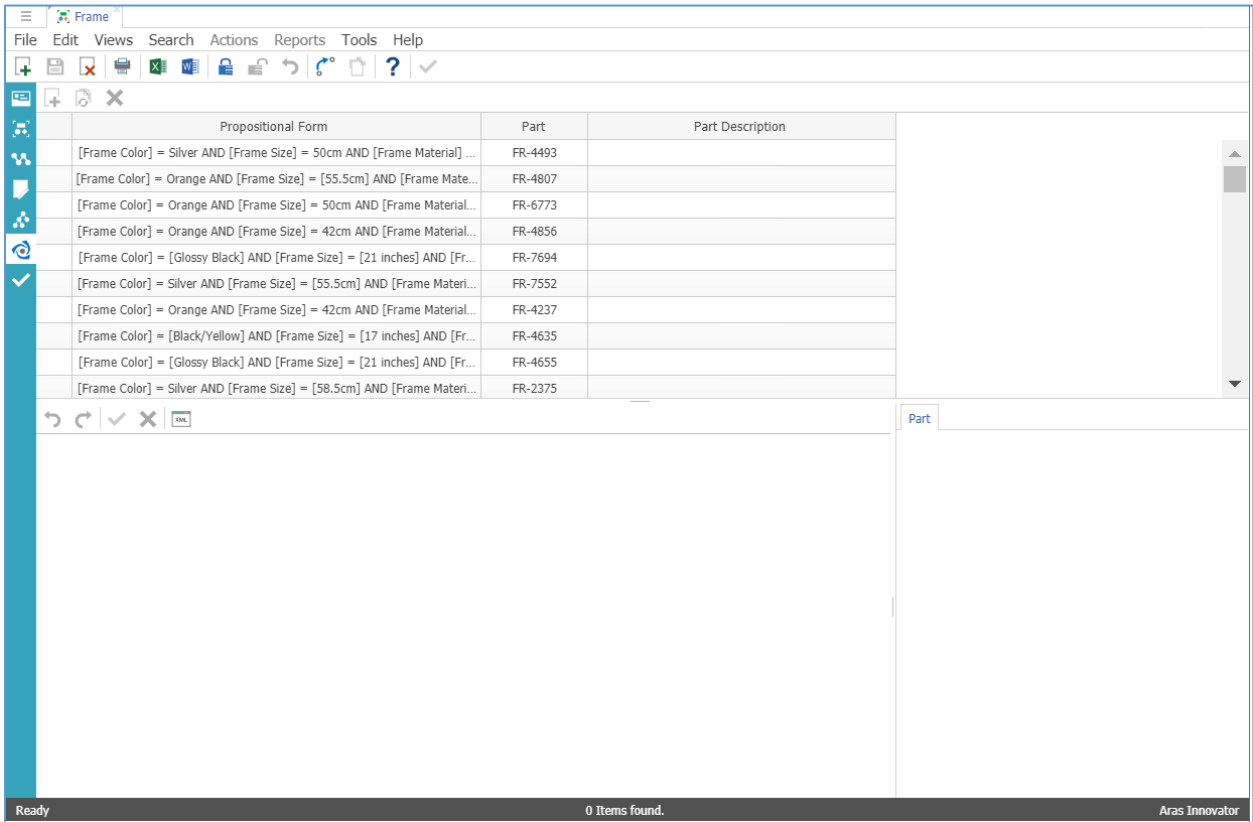 Frame
File Edit Views Search Actions Reports Tools Help
Propositional Form Part Part Description
[Frame Color] = Silver AND [Frame Size] = 50cm AND [Frame Material] ... FR-4493
[Frame Color] = Orange AND [Frame Size] = [55.5cm] AND [Frame Mate... FR-4807
[Frame Color] = Orange AND [Frame Size] = 50cm AND [Frame Material... FR-6773
[Frame Color] = Orange AND [Frame Size] = 42cm AND [Frame Material... FR-4856
[Frame Color] = [Glossy Black] AND [Frame Size] = [21 inches] AND [Fr... FR-7694
[Frame Color] = Silver AND [Frame Size] = [55.5cm] AND [Frame Materi... FR-7552
[Frame Color] = Orange AND [Frame Size] = 42cm AND [Frame Material... FR-4237
[Frame Color] = [Black/Yellow] AND [Frame Size] = [17 inches] AND [Fr... FR-4635
[Frame Color] = [Glossy Black] AND [Frame Size] = [21 inches] AND [Fr... FR-4655
[Frame Color] = Silver AND [Frame Size] = [58.5cm] AND [Frame Materi... FR-2375
XML
Part
Ready 0 Items found. Aras Innovator